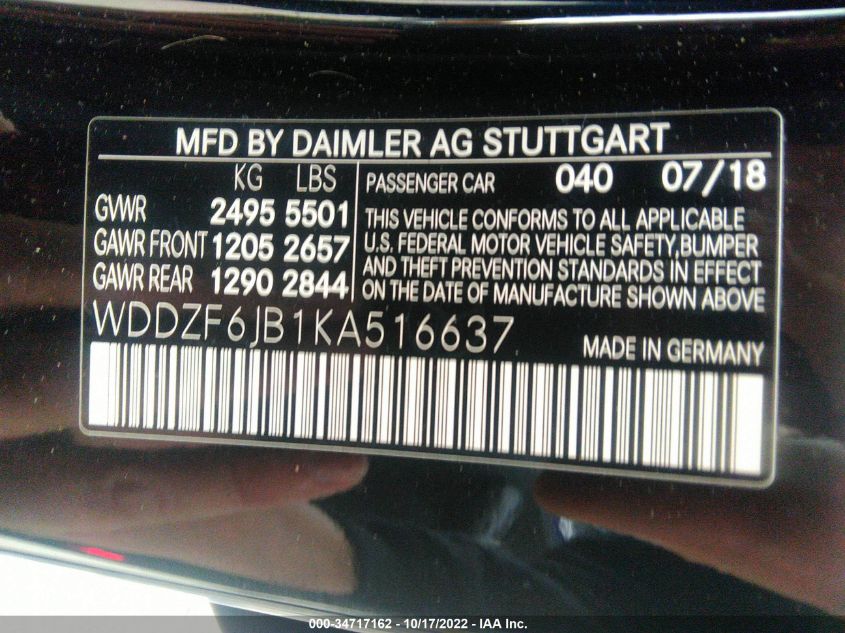 MFD BY DAIMLER AG STUTTGART
KG LBS
GVWR 2495 5501
GAWR FRONT 1205 2657
GAWR REAR 1290 2844
PASSENGER CAR 040 07/18
THIS VEHICLE CONFORMS TO ALL APPLICABLE
U.S. FEDERAL MOTOR VEHICLE SAFETY,BUMPER
AND THEFT PREVENTION STANDARDS IN EFFECT
ON THE DATE OF MANUFACTURE SHOWN ABOVE
WDDZF6JB1KA516637
MADE IN GERMANY
000-34717162 - 10/17/2022 - IAA Inc.